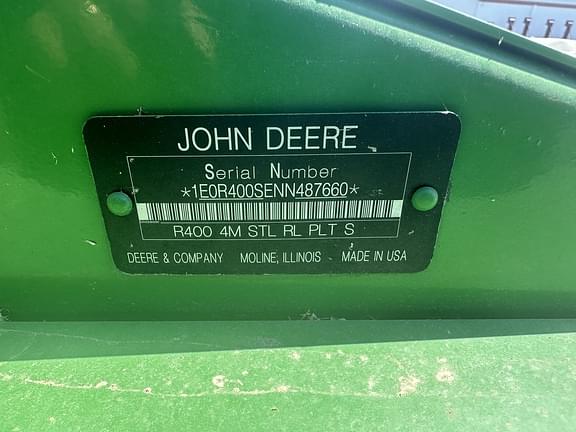 JOHN DEERE
Serial Number
*1E0R400SENN487660*
R400 4M STL RL PLT S
DEERE & COMPANY MOLINE, ILLINOIS MADE IN USA